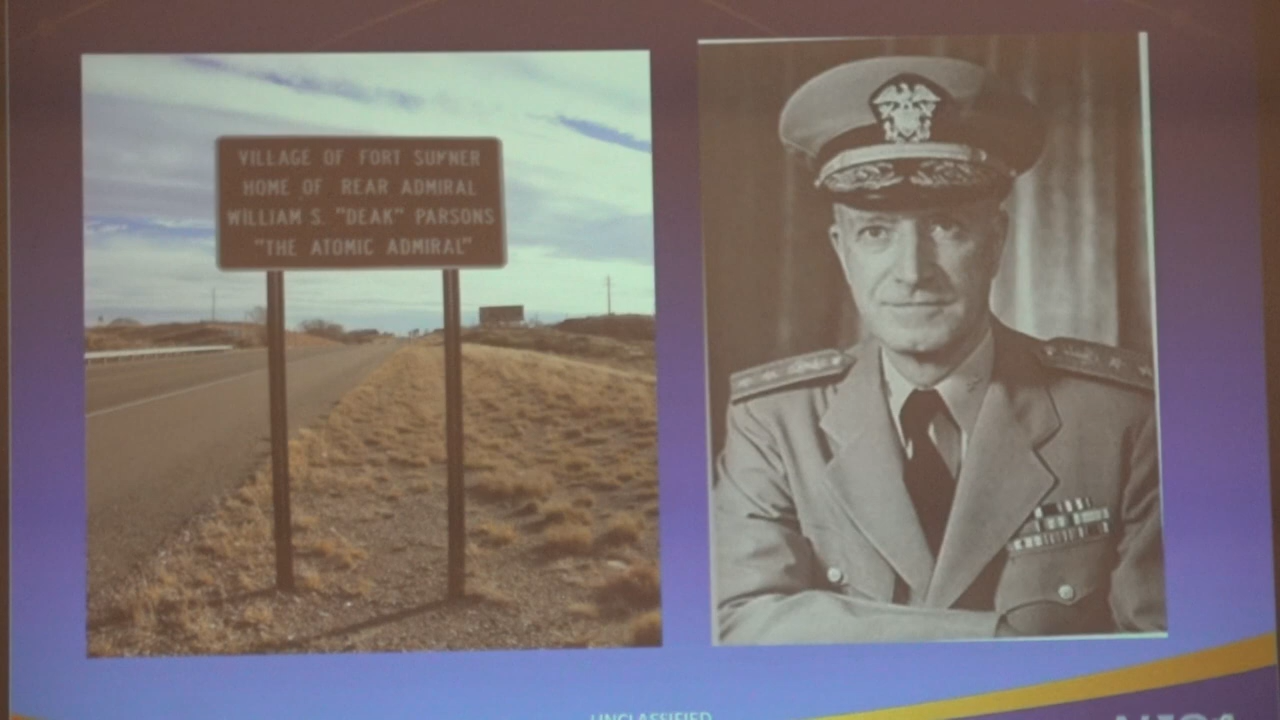 VILLAGE OF FORT SUMNER
HOME OF REAR ADMIRAL
WILLIAM S. "DEAK" PARSONS
"THE ATOMIC ADMIRAL"
UNCLASSIFIED